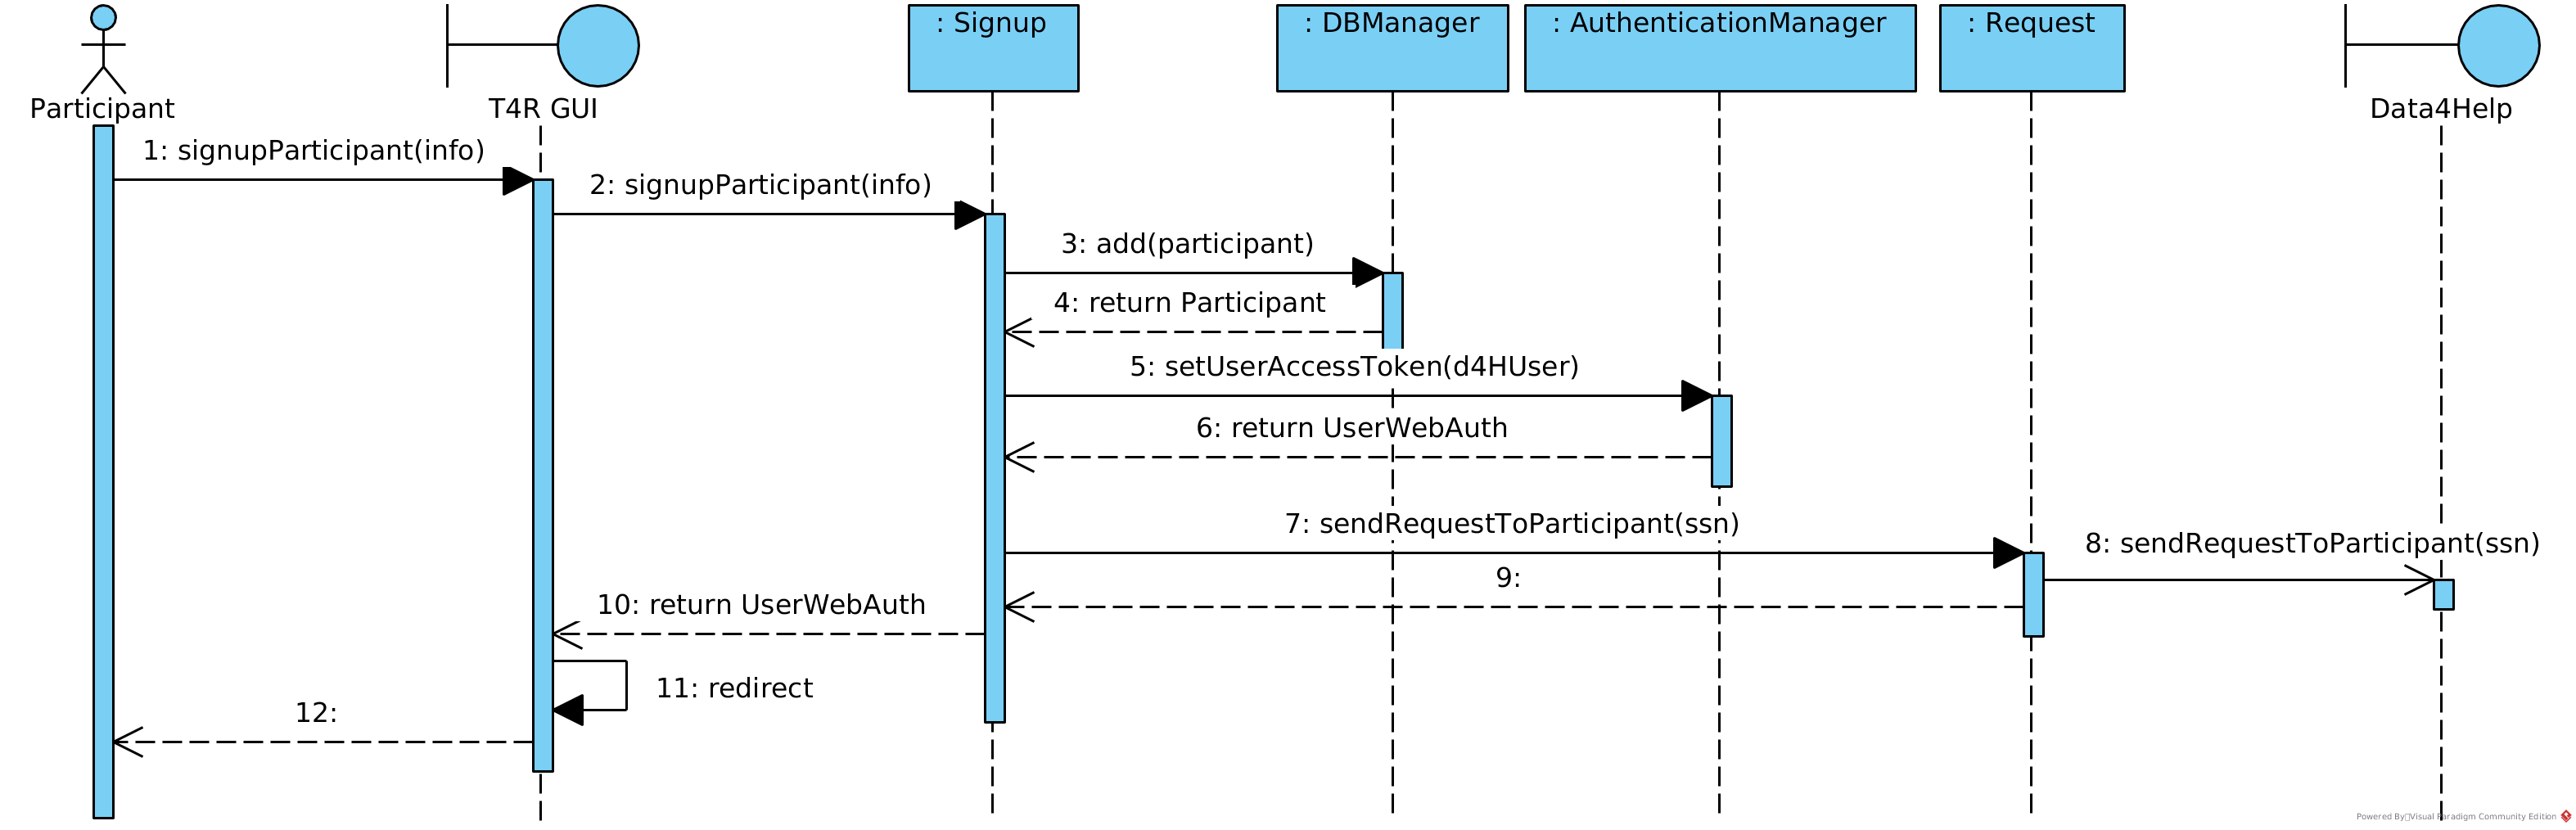 : Signup
: DBManager
: AuthenticationManager
: Request
Participant
T4R GUI
Data4Help
1: signupParticipant(info)
2: signupParticipant(info)
3: add(participant)
4: return Participant
5: setUserAccessToken(d4HUser)
6: return UserWebAuth
7: sendRequestToParticipant(ssn)
8: sendRequestToParticipant(ssn)
9:
10: return UserWebAuth
11: redirect
12:
Powered By Visual Paradigm Community Edition